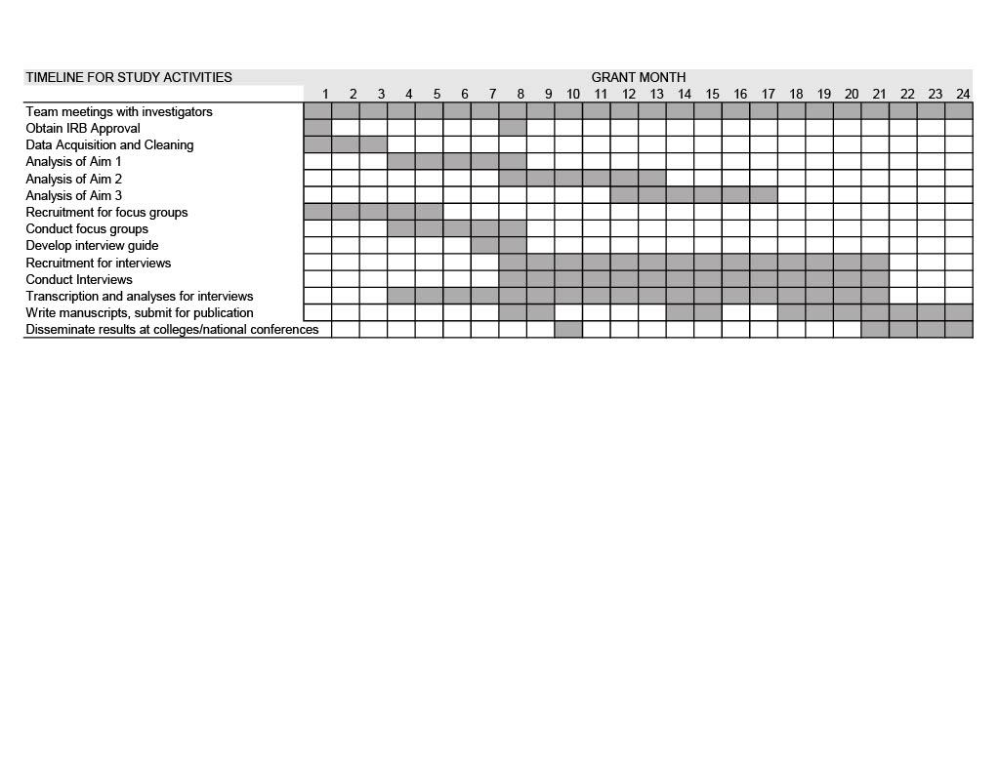 TIMELINE FOR STUDY ACTIVITIES GRANT MONTH
1 2 3 4 5 6 7 8 9 10 11 12 13 14 15 16 17 18 19 20 21 22 23 24
Team meetings with investigators
Obtain IRB Approval
Data Acquisition and Cleaning
Analysis of Aim 1
Analysis of Aim 2
Analysis of Aim 3
Recruitment for focus groups
Conduct focus groups
Develop interview guide
Recruitment for interviews
Conduct Interviews
Transcription and analyses for interviews
Write manuscripts, submit for publication
Disseminate results at colleges/national conferences